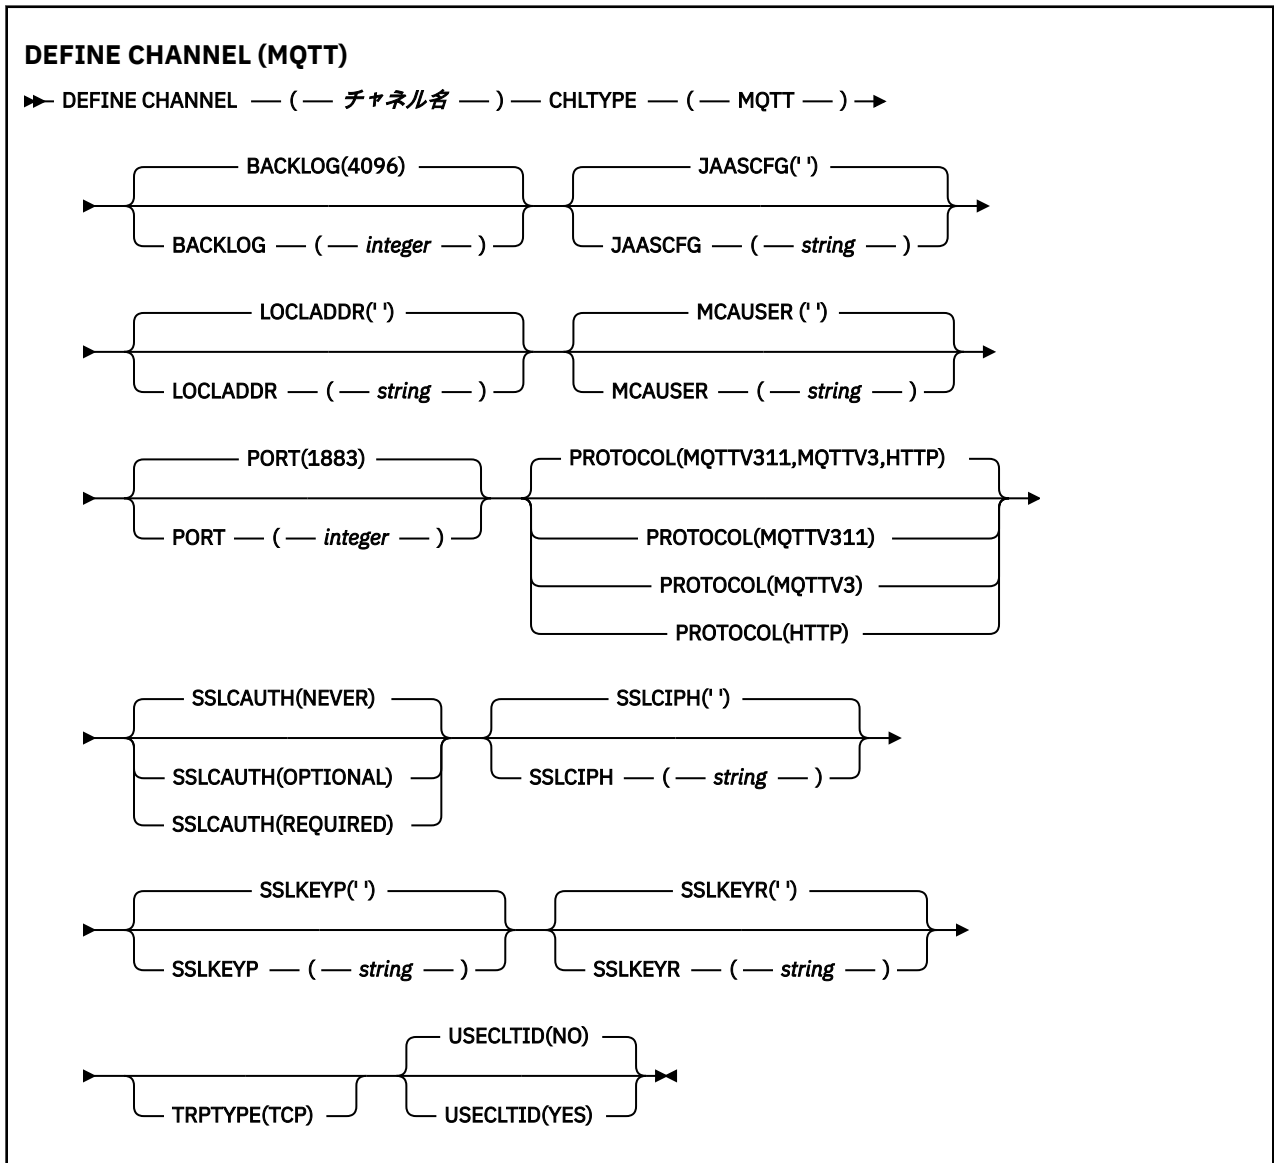 DEFINE CHANNEL (MQTT)
DEFINE CHANNEL ( チャネル名 ) CHLTYPE ( MQTT )
BACKLOG(4096) JAASCFG(' ')
BACKLOG ( integer ) JAASCFG ( string )
LOCLADDR(' ') MCAUSER (' ')
LOCLADDR ( string ) MCAUSER ( string )
PORT(1883) PROTOCOL(MQTTV311,MQTTV3,HTTP)
PORT ( integer ) PROTOCOL(MQTTV311)
PROTOCOL(MQTTV3)
PROTOCOL(HTTP)
SSLCAUTH(NEVER) SSLCIPH(' ')
SSLCAUTH(OPTIONAL) SSLCIPH ( string )
SSLCAUTH(REQUIRED)
SSLKEYP(' ') SSLKEYR(' ')
SSLKEYP ( string ) SSLKEYR ( string )
USECLTID(NO)
TRPTYPE(TCP) USECLTID(YES)